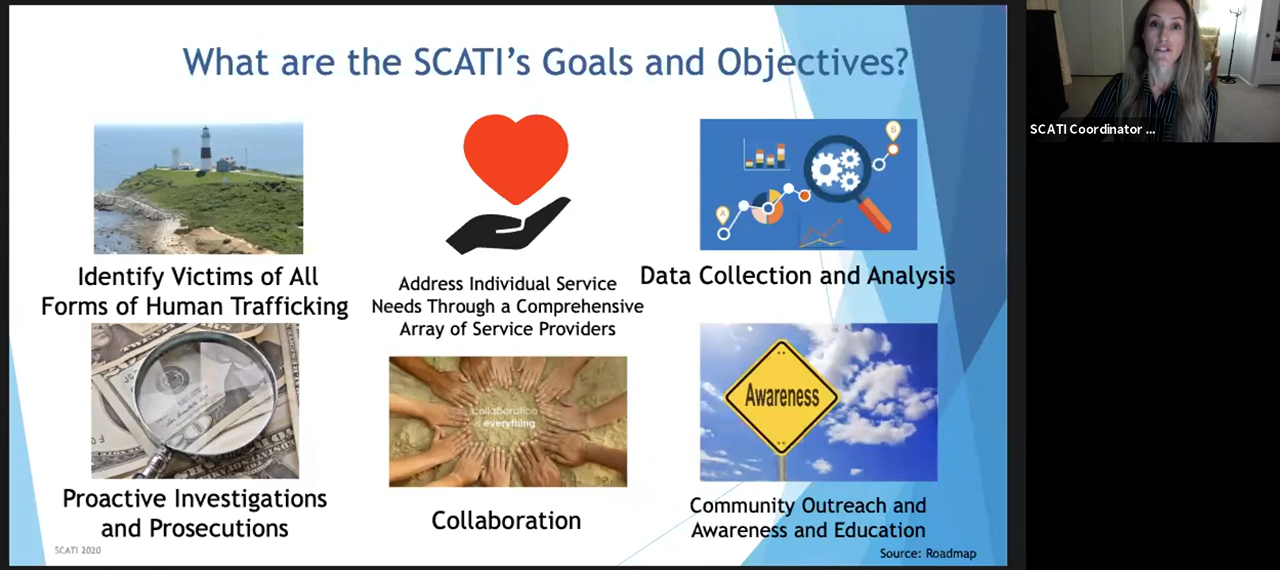 What are the SCATI's Goals and Objectives?
SCATI Coordinator ...
A
B
Identify Victims of All
Forms of Human Trafficking
Address Individual Service
Needs Through a Comprehensive
Array of Service Providers
Data Collection and Analysis
collaboration
is everything
Awareness
Proactive Investigations
and Prosecutions
Collaboration
Community Outreach and
Awareness and Education
SCATI 2020
Source: Roadmap